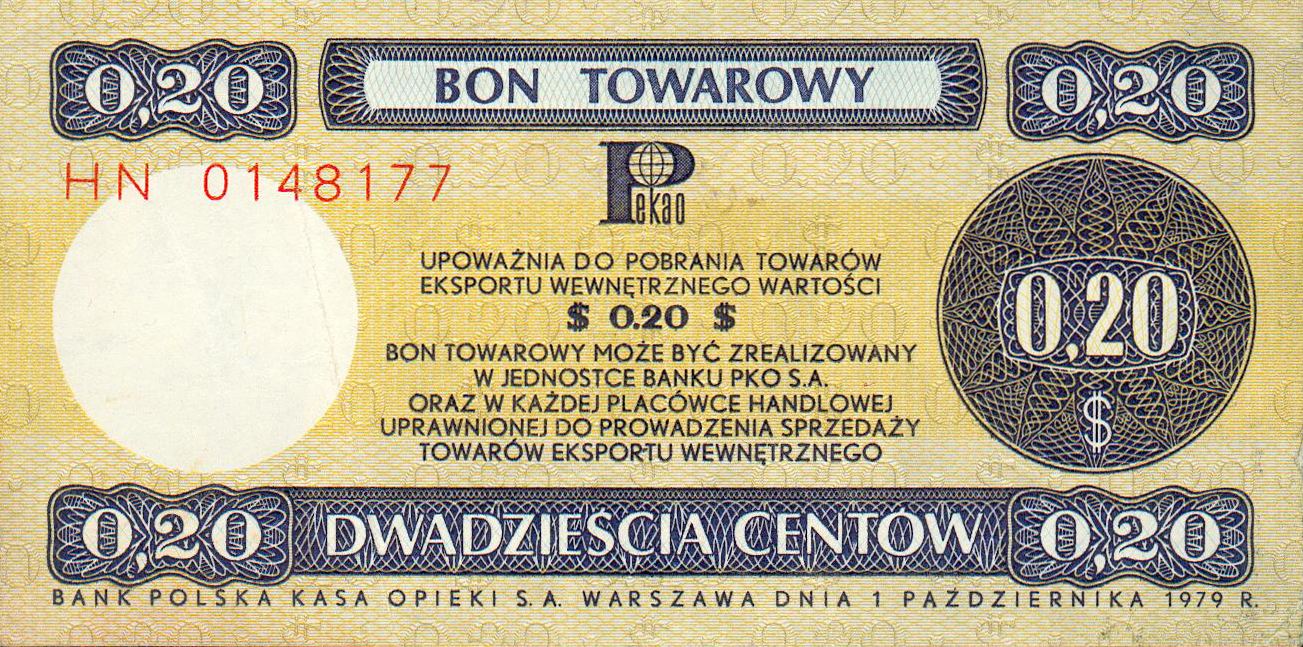 0,20 BON TOWAROWY 0,20
HN 0148177
Pekao
UPOWAŻNIA DO POBRANIA TOWARÓW
EKSPORTU WEWNĘTRZNEGO WARTOŚCI
$ 0.20 $
BON TOWAROWY MOŻE BYĆ ZREALIZOWANY
W JEDNOSTCE BANKU PKO S.A.
ORAZ W KAŻDEJ PLACÓWCE HANDLOWEJ
UPRAWNIONEJ DO PROWADZENIA SPRZEDAŻY
TOWARÓW EKSPORTU WEWNĘTRZNEGO
0,20
$
0,20 DWADZIEŚCIA CENTÓW 0,20
BANK POLSKA KASA OPIEKI S.A. WARSZAWA DNIA 1 PAŹDZIERNIKA 1979 R.